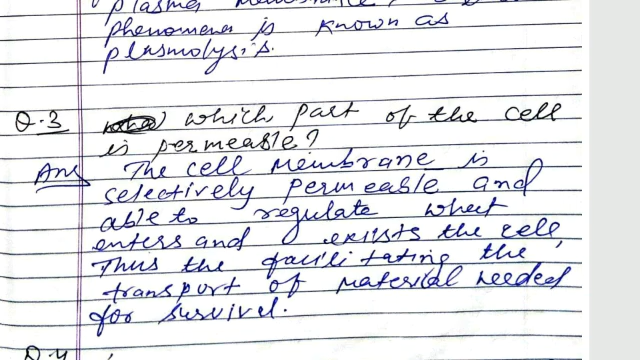 plasma
phenomena is known as
plasmolysis.
Q.3 which part of the cell
is permeable?
Ans The cell membrane is
selectively permeable and
able to regulate what
enters and exists the cell,
Thus the facilitating the
transport of material needed
for survivel.